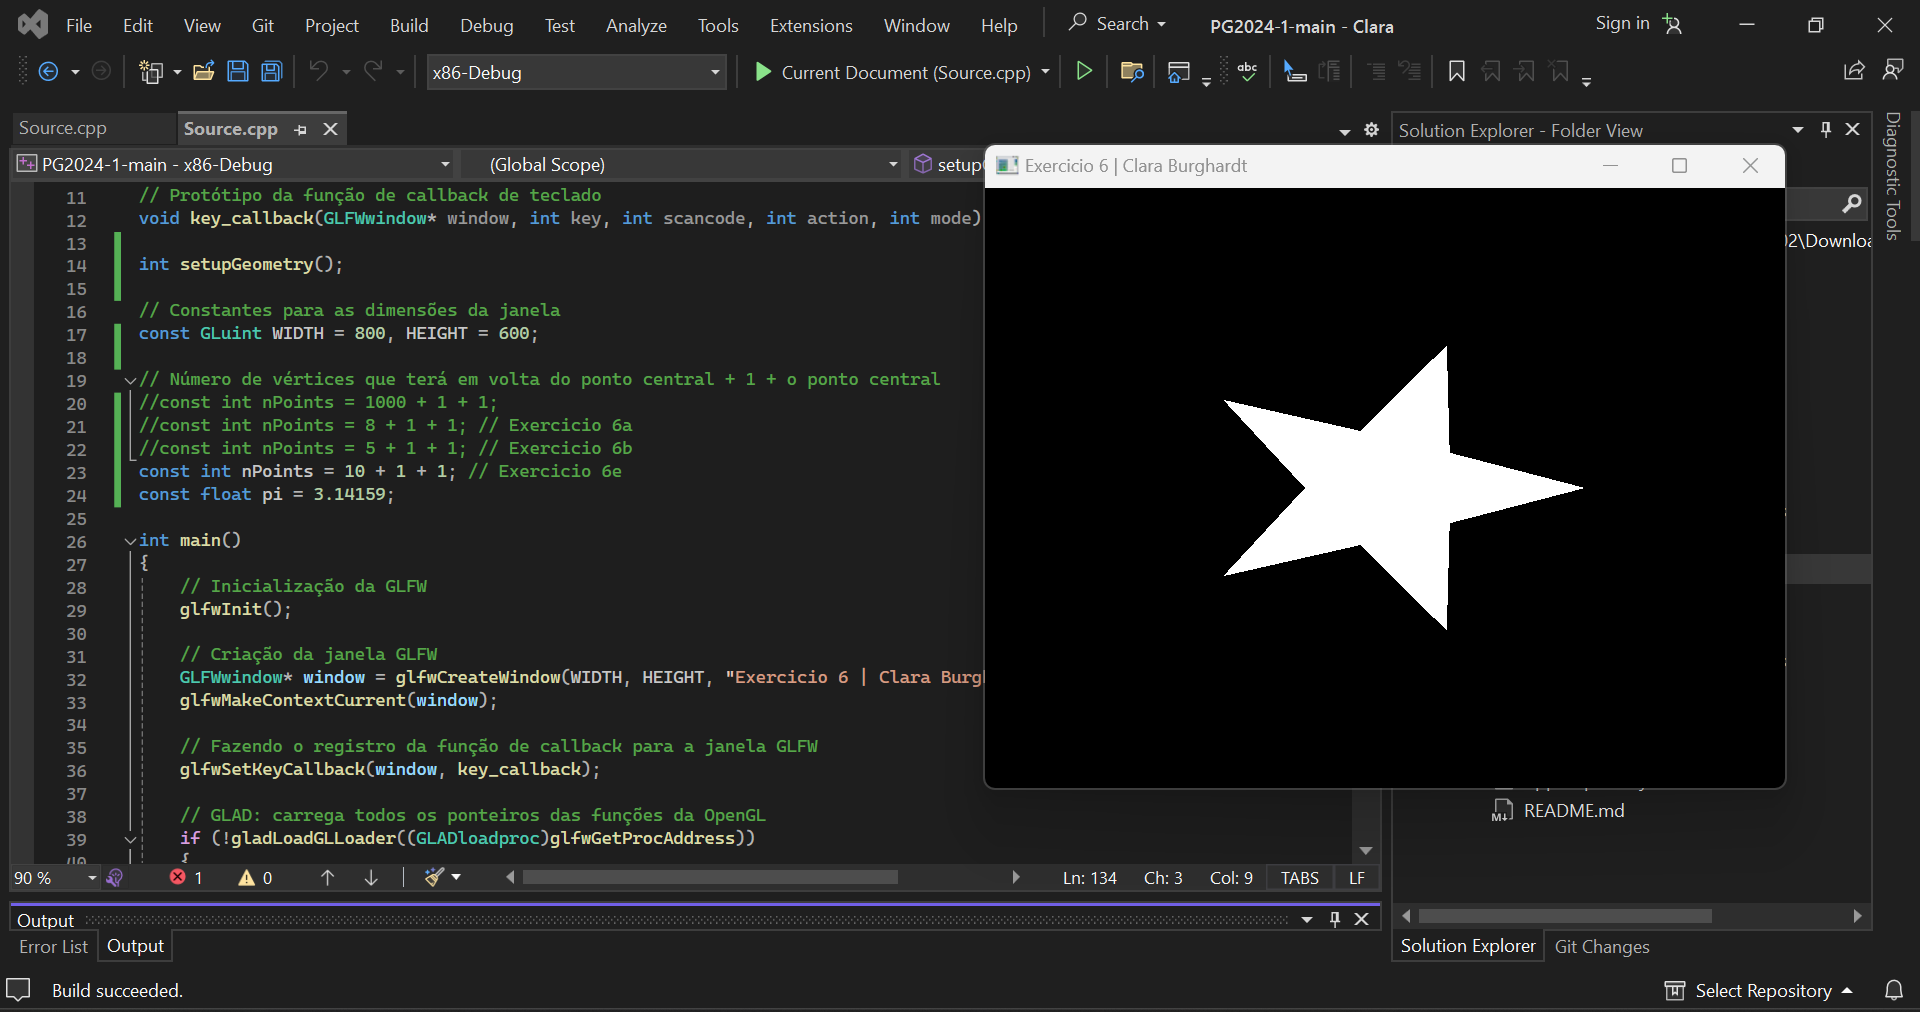 File Edit View Git Project Build Debug Test Analyze Tools Extensions Window Help Search PG2024-1-main - Clara Sign in
x86-Debug Current Document (Source.cpp)
Source.cpp Source.cpp
Solution Explorer - Folder View
Diagnostic Tools
PG2024-1-main - x86-Debug (Global Scope)
Exercicio 6 | Clara Burghardt
11 // Protótipo da função de callback de teclado
12 void key_callback(GLFWwindow* window, int key, int scancode, int action, int mode)
13
14 int setupGeometry();
15
16 // Constantes para as dimensões da janela
17 const GLuint WIDTH = 800, HEIGHT = 600;
18
19 // Número de vértices que terá em volta do ponto central + 1 + o ponto central
20 //const int nPoints = 1000 + 1 + 1;
21 //const int nPoints = 8 + 1 + 1; // Exercicio 6a
22 //const int nPoints = 5 + 1 + 1; // Exercicio 6b
23 const int nPoints = 10 + 1 + 1; // Exercicio 6e
24 const float pi = 3.14159;
25
26 int main()
27 {
28 // Inicialização da GLFW
29 glfwInit();
30
31 // Criação da janela GLFW
32 GLFWwindow* window = glfwCreateWindow(WIDTH, HEIGHT, "Exercicio 6 | Clara
33 glfwMakeContextCurrent(window);
34
35 // Fazendo o registro da função de callback para a janela GLFW
36 glfwSetKeyCallback(window, key_callback);
37
38 // GLAD: carrega todos os ponteiros das funções da OpenGL
39 if (!gladLoadGLLoader((GLADloadproc)glfwGetProcAddress))
40 {
README.md
90 % 1 0 Ln: 134 Ch: 3 Col: 9 TABS LF
Output
Error List Output
Solution Explorer Git Changes
Build succeeded.
Select Repository